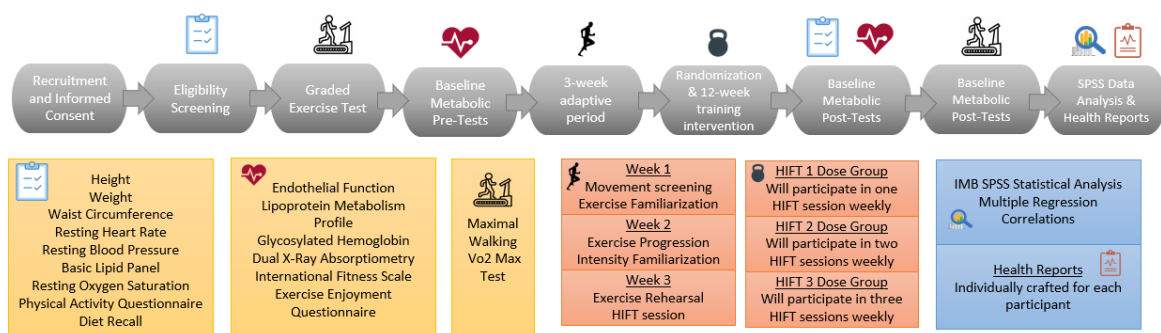 Recruitment
and Informed
Consent
Eligibility
Screening
Graded
Exercise Test
Baseline
Metabolic
Pre-Tests
3-week
adaptive
period
Randomization
& 12-week
training
intervention
Baseline
Metabolic
Post-Tests
Baseline
Metabolic
Post-Tests
SPSS Data
Analysis &
Health Reports
Height
Weight
Waist Circumference
Resting Heart Rate
Resting Blood Pressure
Basic Lipid Panel
Resting Oxygen Saturation
Physical Activity Questionnaire
Diet Recall
Endothelial Function
Lipoprotein Metabolism
Profile
Glycosylated Hemoglobin
Dual X-Ray Absorptiometry
International Fitness Scale
Exercise Enjoyment
Questionnaire
Maximal
Walking
Vo2 Max
Test
Week 1
Movement screening
Exercise Familiarization
Week 2
Exercise Progression
Intensity Familiarization
Week 3
Exercise Rehearsal
HIFT session
HIFT 1 Dose Group
Will participate in one
HIFT session weekly
HIFT 2 Dose Group
Will participate in two
HIFT sessions weekly
HIFT 3 Dose Group
Will participate in three
HIFT sessions weekly
IMB SPSS Statistical Analysis
Multiple Regression
Correlations
Health Reports
Individually crafted for each
participant